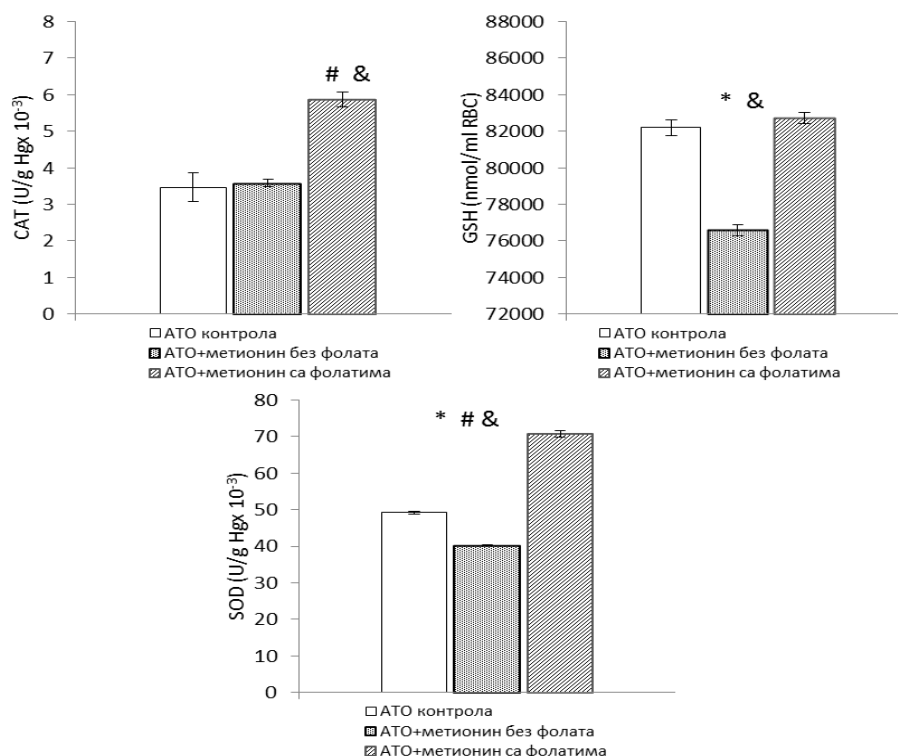 8
7
6
5
4
3
2
1
0
CAT (U/g Hgx 10⁻³)
# &
АТО контрола
АТО+метионин без фолата
АТО+метионин са фолатима
88000
86000
84000
82000
80000
78000
76000
74000
72000
GSH (nmol/ml RBC)
* &
АТО контрола
АТО+метионин без фолата
АТО+метионин са фолатима
80
70
60
50
40
30
20
10
0
SOD (U/g Hgx 10⁻³)
* # &
АТО контрола
АТО+метионин без фолата
АТО+метионин са фолатима